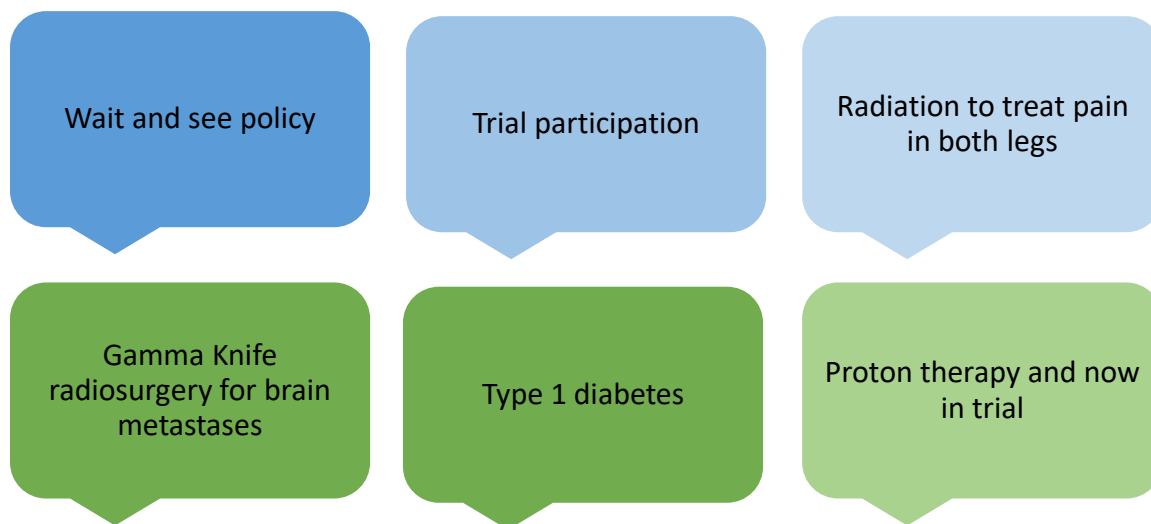 Wait and see policy
Trial participation
Radiation to treat pain
in both legs
Gamma Knife
radiosurgery for brain
metastases
Type 1 diabetes
Proton therapy and now
in trial